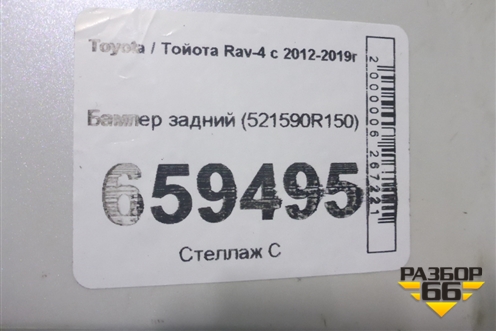 Toyota / Тойота Rav-4 с 2012-2019г
Бампер задний (521590R150)
659495
Стеллаж С
2000006267221
РАЗБОР
66